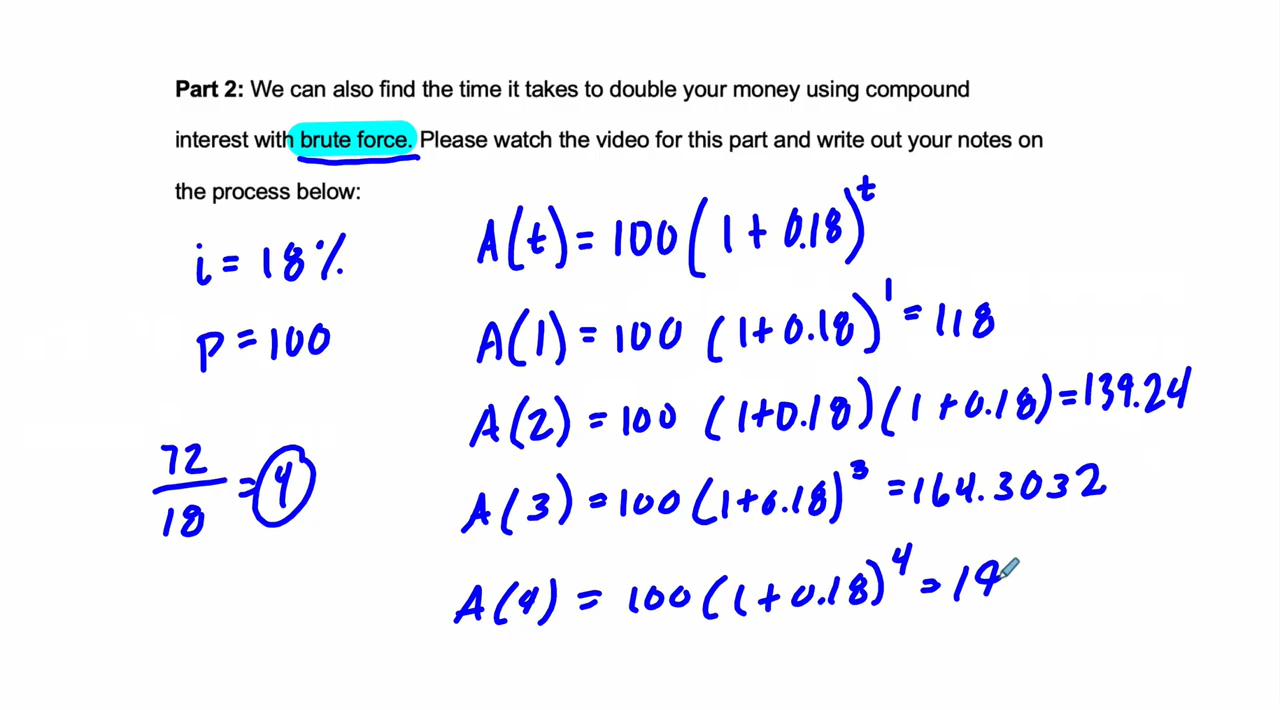 Part 2: We can also find the time it takes to double your money using compound
interest with brute force. Please watch the video for this part and write out your notes on
the process below:
i = 18%
p = 100
72/18 = 4
A(t) = 100(1 + 0.18)^t
A(1) = 100 (1+0.18)^1 = 118
A(2) = 100 (1+0.18)(1+0.18) = 139.24
A(3) = 100(1+0.18)^3 = 164.3032
A(4) = 100(1+0.18)^4 = 19